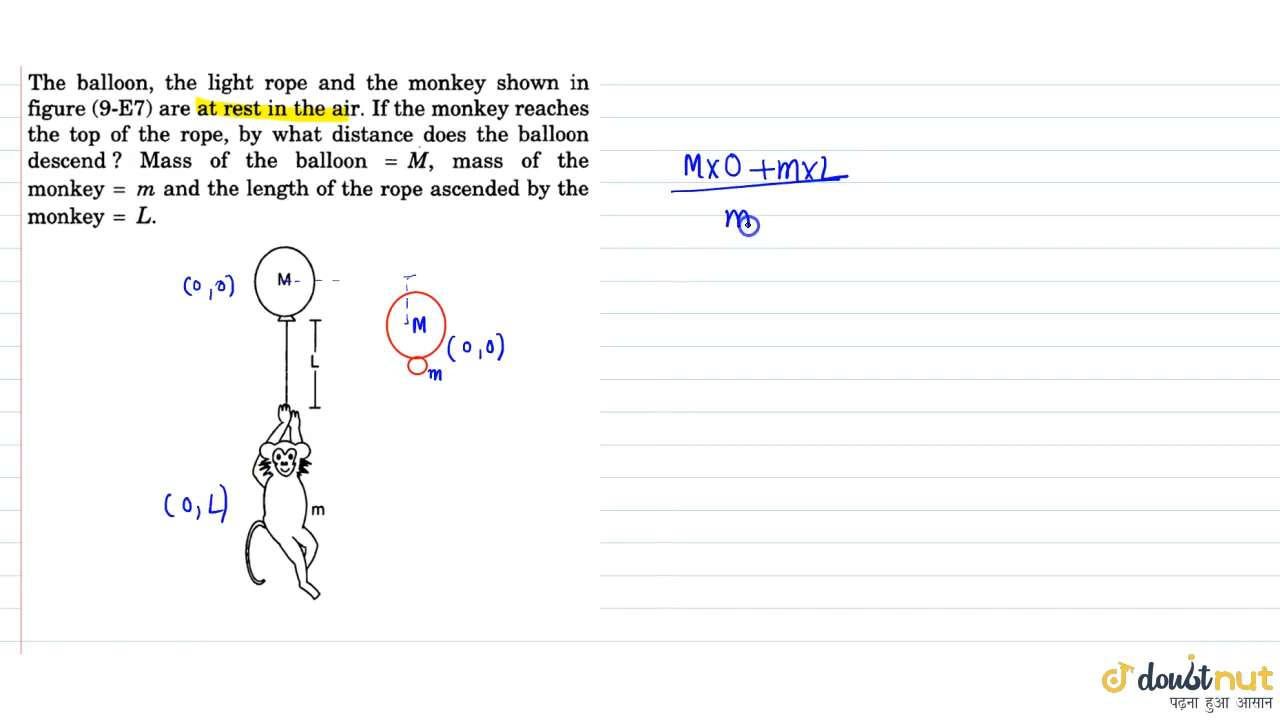 The balloon, the light rope and the monkey shown in
figure (9-E7) are at rest in the air. If the monkey reaches
the top of the rope, by what distance does the balloon
descend ? Mass of the balloon = M, mass of the
monkey = m and the length of the rope ascended by the
monkey = L.
M×0 + m×L
m
(0,0)
M
M
(0,0)
L
m
(0, L)
m
doubtnut
पढ़ना हुआ आसान